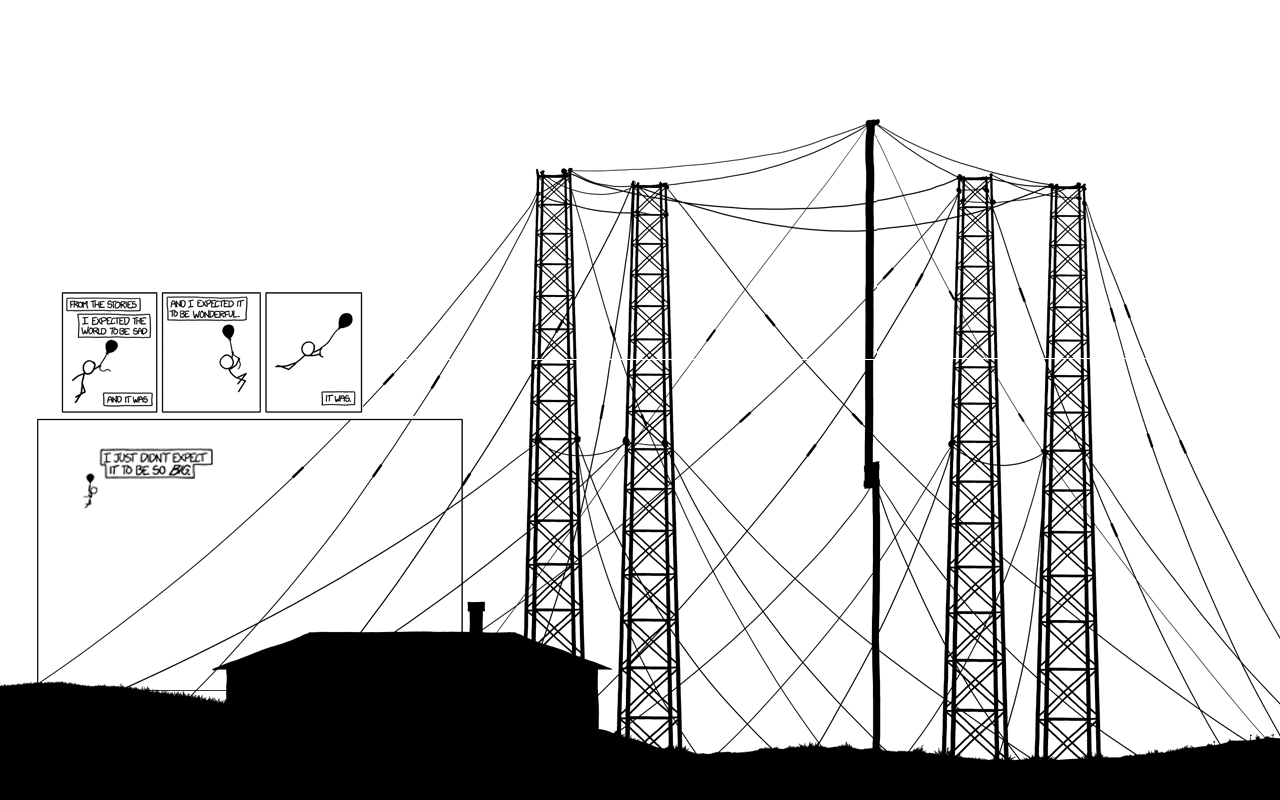 FROM THE STORIES
I EXPECTED THE
WORLD TO BE SAD
AND IT WAS.
AND I EXPECTED IT
TO BE WONDERFUL.
IT WAS.
I JUST DIDN'T EXPECT
IT TO BE SO BIG.